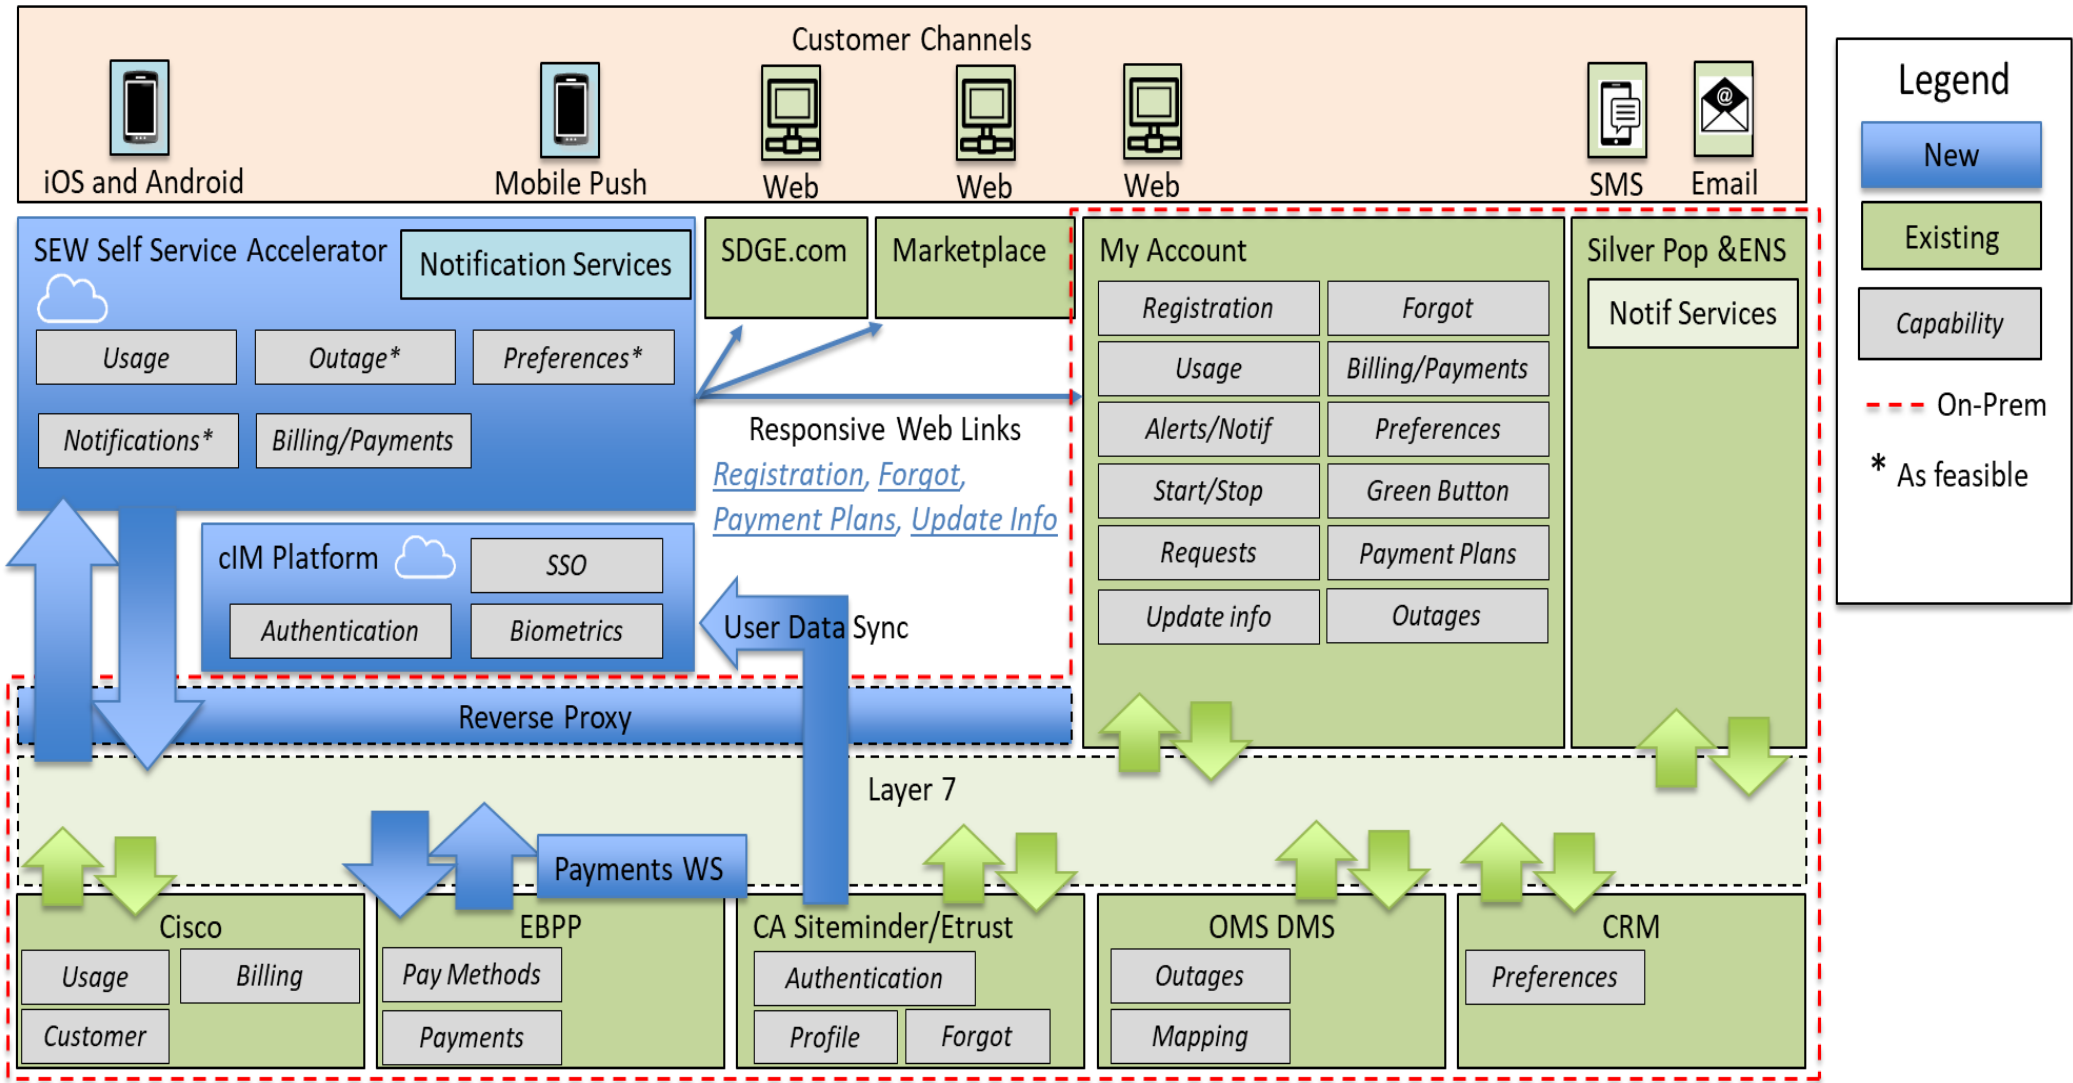 Customer Channels
iOS and Android
Mobile Push
Web
Web
Web
SMS
Email
@
SEW Self Service Accelerator
Notification Services
Usage
Outage*
Preferences*
Notifications*
Billing/Payments
SDGE.com
Marketplace
Responsive Web Links
Registration, Forgot,
Payment Plans, Update Info
My Account
Registration
Forgot
Usage
Billing/Payments
Alerts/Notif
Preferences
Start/Stop
Green Button
Requests
Payment Plans
Update info
Outages
Silver Pop &ENS
Notif Services
cIM Platform
SSO
Authentication
Biometrics
User Data Sync
Reverse Proxy
Layer 7
Payments WS
Cisco
Usage
Billing
Customer
EBPP
Pay Methods
Payments
CA Siteminder/Etrust
Authentication
Profile
Forgot
OMS DMS
Outages
Mapping
CRM
Preferences
Legend
New
Existing
Capability
On-Prem
* As feasible